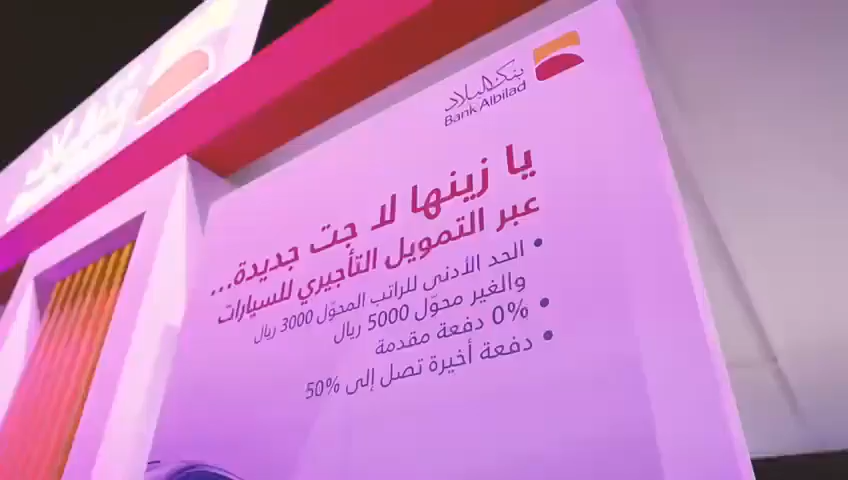 بنك البلاد
Bank Albilad
يا زينها لا جت جديدة...
عبر التمويل التأجيري للسيارات
• الحد الأدنى للراتب المحوّل 3000 ريال
والغير محوّل 5000 ريال
• 0% دفعة مقدمة
• دفعة أخيرة تصل إلى 50%